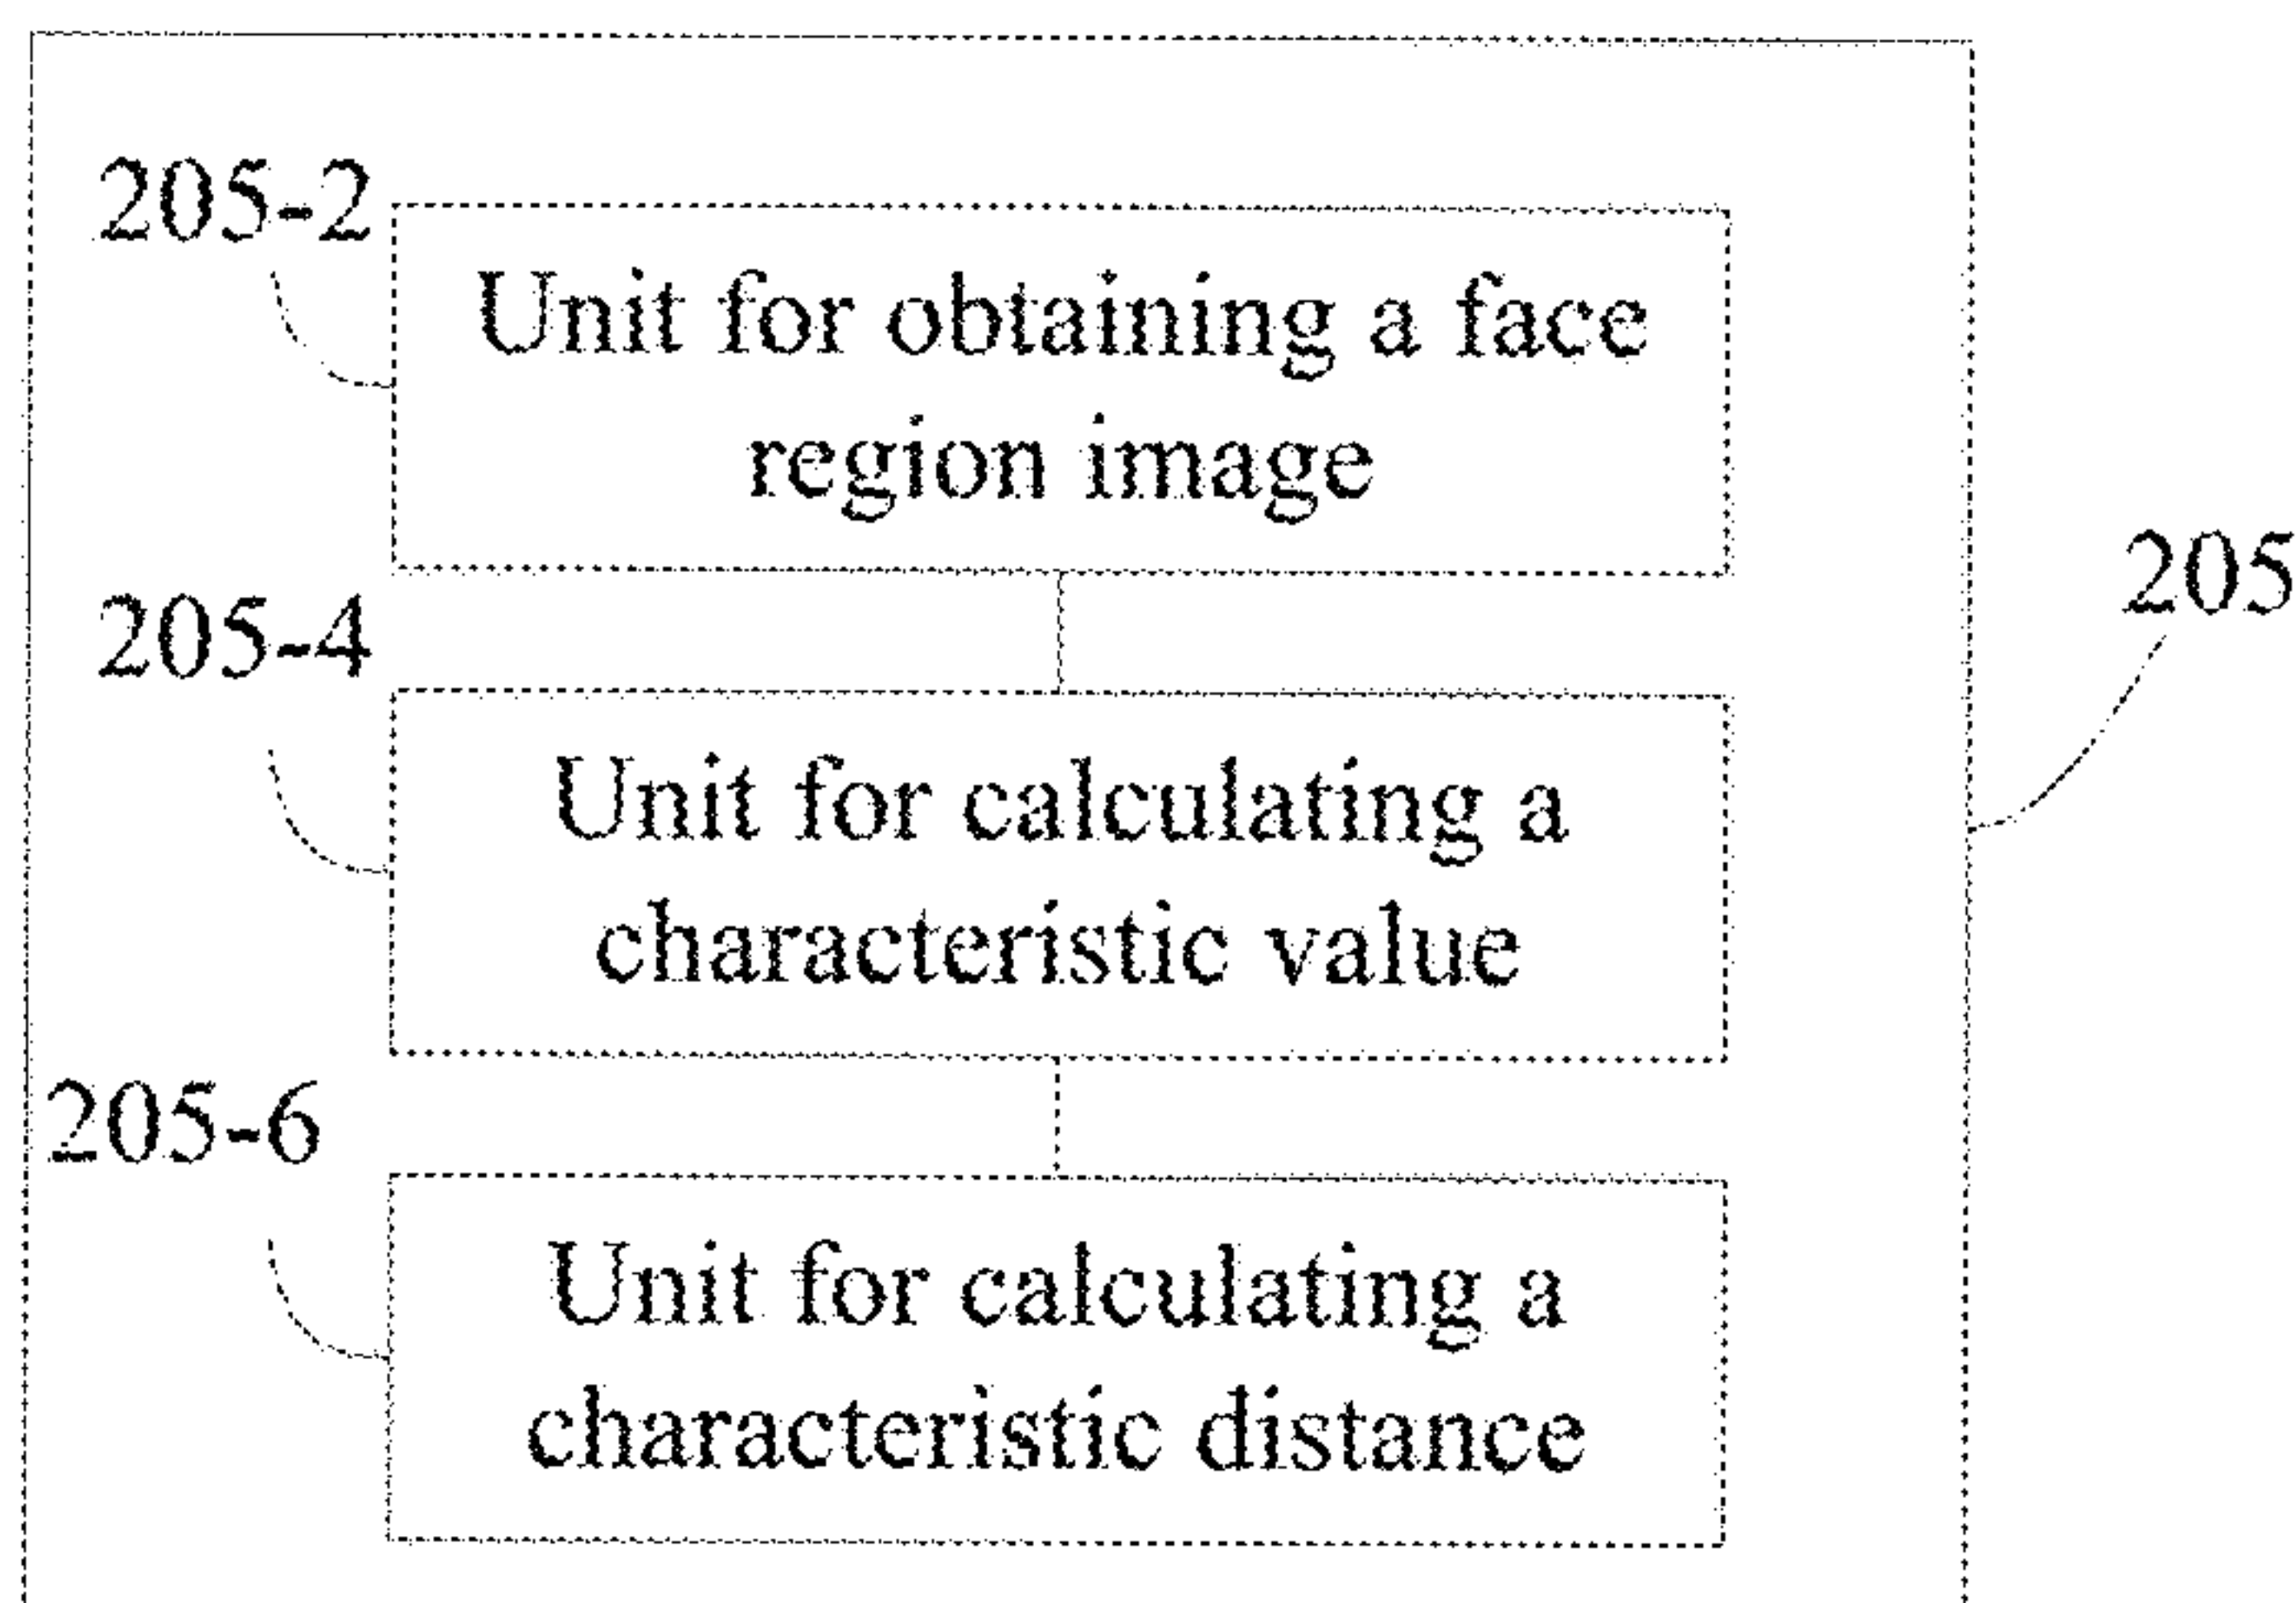 205-2
Unit for obtaining a face
region image
205
205-4
Unit for calculating a
characteristic value
205-6
Unit for calculating a
characteristic distance